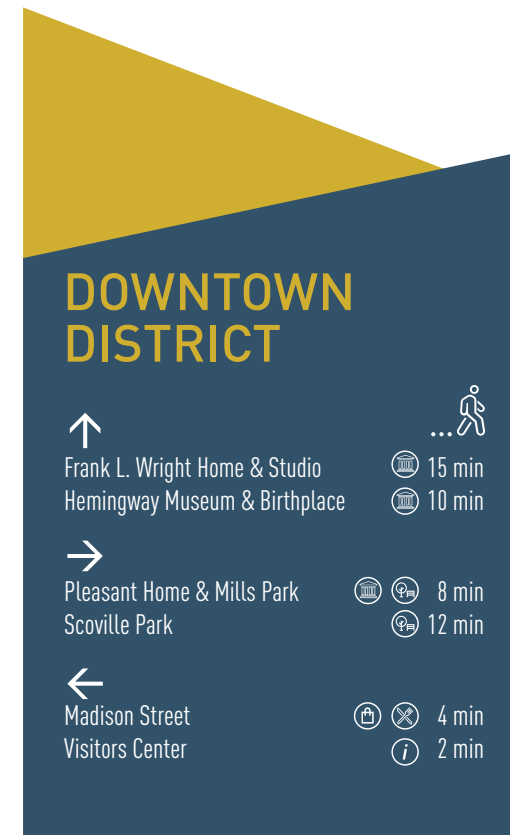 DOWNTOWN
DISTRICT
↑ ...
Frank L. Wright Home & Studio 15 min
Hemingway Museum & Birthplace 10 min
→
Pleasant Home & Mills Park 8 min
Scoville Park 12 min
←
Madison Street 4 min
Visitors Center i 2 min